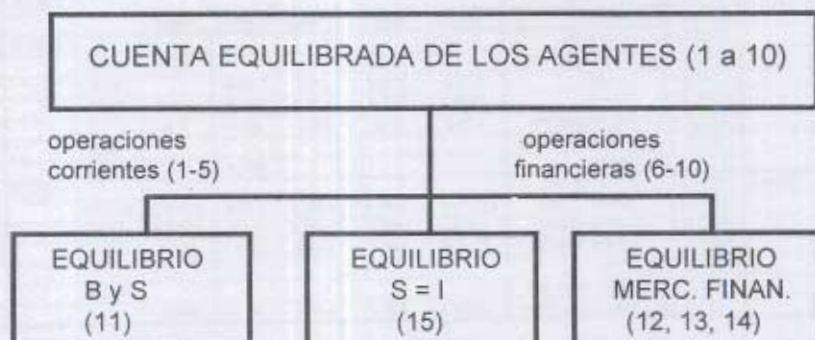 CUENTA EQUILIBRADA DE LOS AGENTES (1 a 10)
operaciones
corrientes (1-5)
operaciones
financieras (6-10)
EQUILIBRIO
B y S
(11)
EQUILIBRIO
S = I
(15)
EQUILIBRIO
MERC. FINAN.
(12, 13, 14)